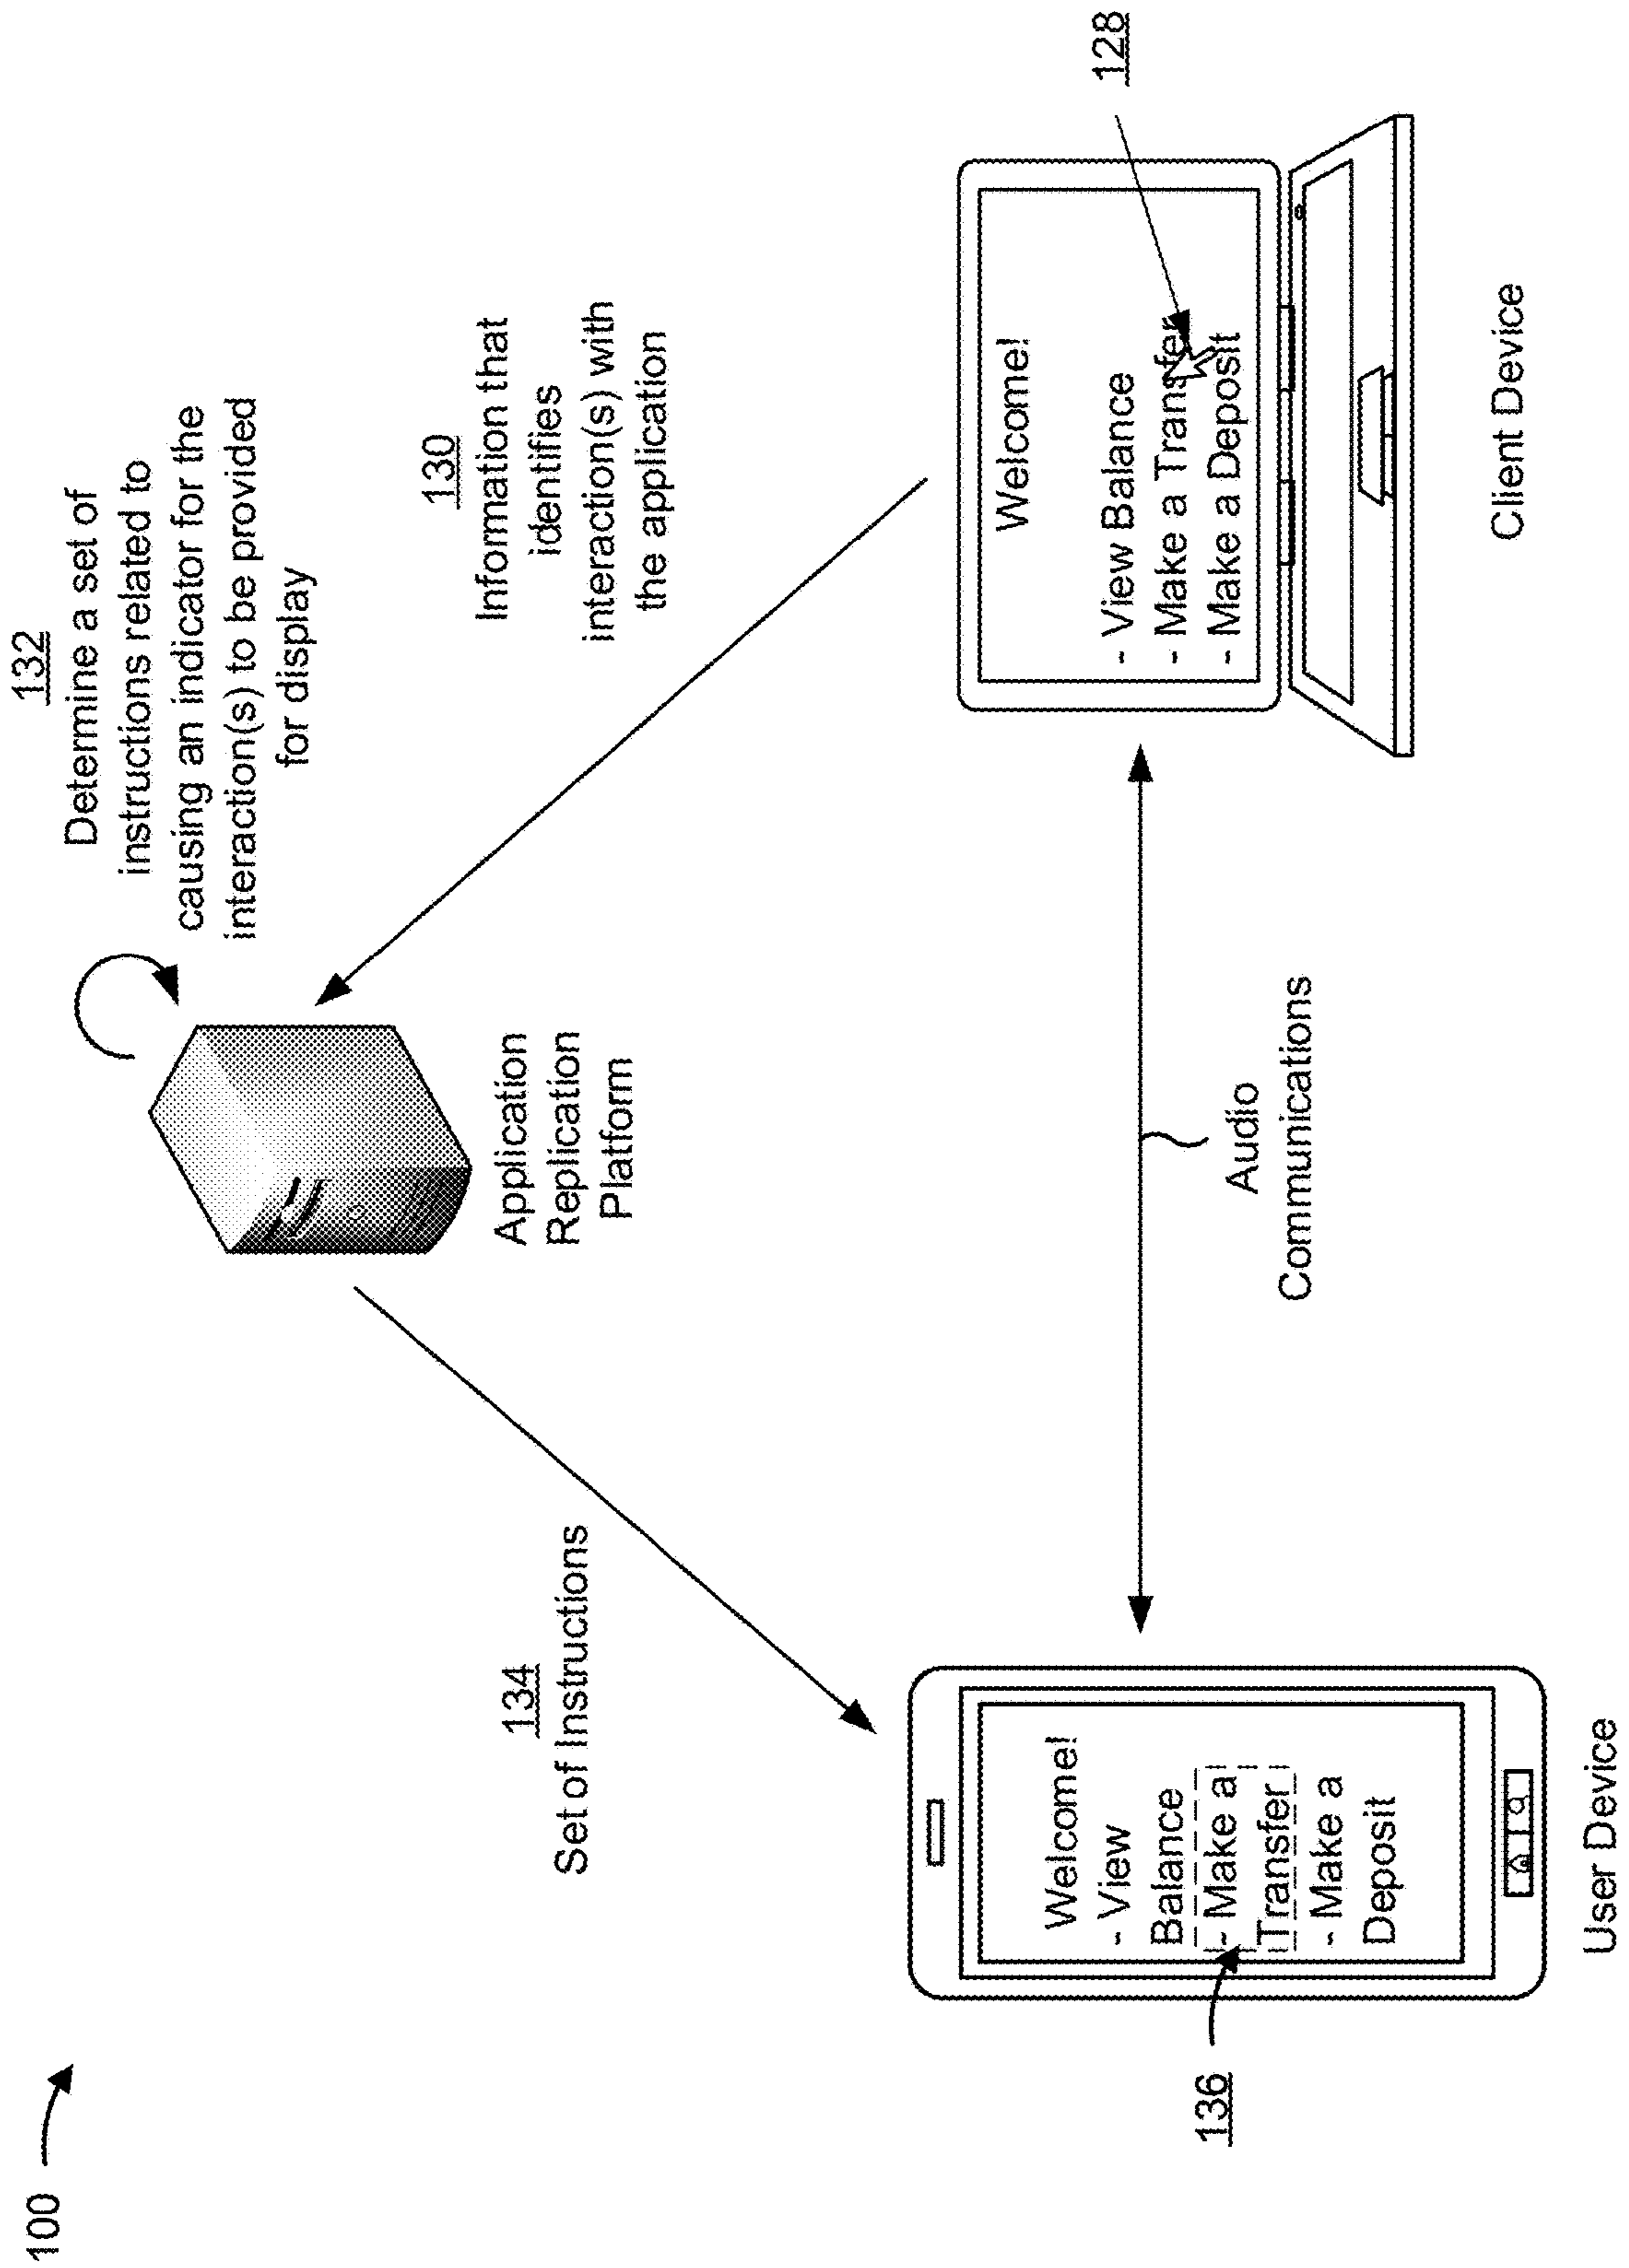 100
132
Determine a set of
instructions related to
causing an indicator for the
interaction(s) to be provided
for display
130
Information that
identifies
interaction(s) with
the application
134
Set of Instructions
Application
Replication
Platform
136
Welcome!
- View
Balance
- Make a
Transfer
- Make a
Deposit
User Device
Audio
Communications
Welcome!
- View Balance
- Make a Transfer
- Make a Deposit
128
Client Device